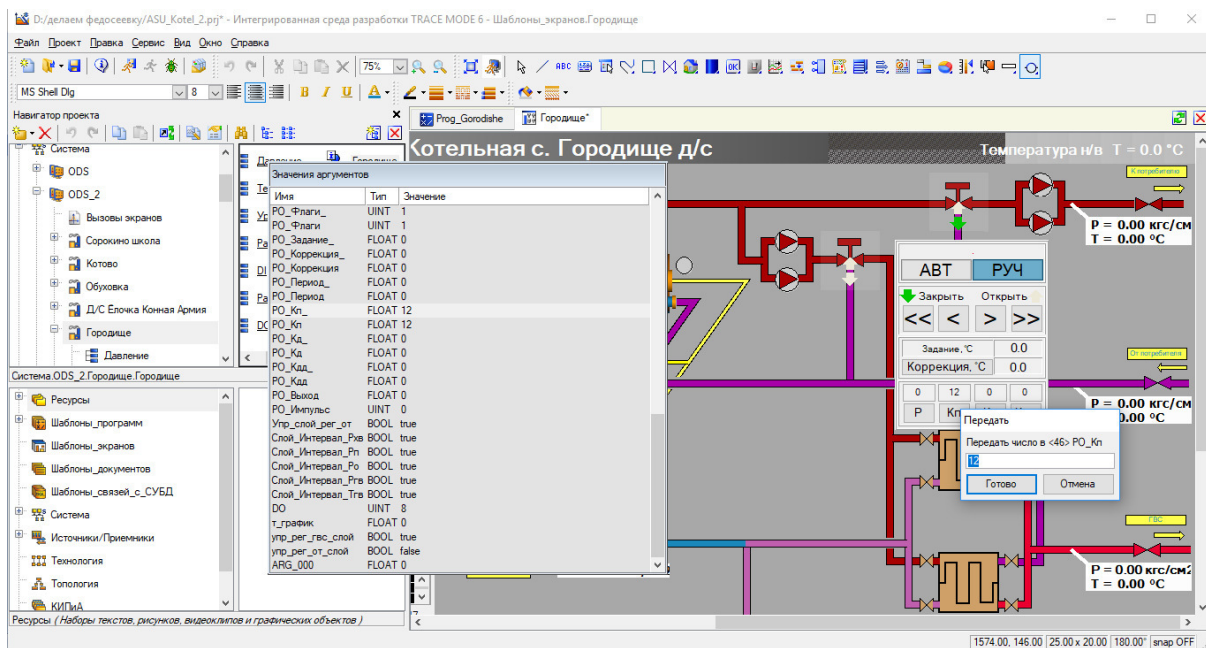 D:/делаем федосеевку/ASU_Kotel_2.prj* - Интегрированная среда разработки TRACE MODE 6 - Шаблоны_экранов.Городище
Файл Проект Правка Сервис Вид Окно Справка
75%
ABC
OK
MS Shell Dlg 8 B I U A
Навигатор проекта
Prog_Gorodishe Городище*
Система
ODS
ODS_2
Вызовы экранов
Сорокино школа
Котово
Обуховка
Д/С Ёлочка Конная Армия
Городище
Давление
Система.ODS_2.Городище.Городище
Ресурсы
Шаблоны_программ
Шаблоны_экранов
Шаблоны_документов
Шаблоны_связей_с_СУБД
Система
Источники/Приемники
Технология
Топология
КИПиА
Котельная с. Городище д/с
Температура н/в T = 0.0 °C
Значения аргументов
Имя Тип Значение
РО_Флаги_ UINT 1
РО_Флаги UINT 1
РО_Задание_ FLOAT 0
РО_Коррекция_ FLOAT 0
РО_Коррекция FLOAT 0
РО_Период_ FLOAT 0
РО_Период FLOAT 0
РО_Кп_ FLOAT 12
РО_Кп FLOAT 12
РО_Кд_ FLOAT 0
РО_Кд FLOAT 0
РО_Кдд_ FLOAT 0
РО_Кдд FLOAT 0
РО_Выход FLOAT 0
РО_Импульс UINT 0
Упр_слой_рег_от BOOL true
Слой_Интервал_Рхв BOOL true
Слой_Интервал_Рп BOOL true
Слой_Интервал_Ро BOOL true
Слой_Интервал_Ргв BOOL true
Слой_Интервал_Тгв BOOL true
DO UINT 8
т_график FLOAT 0
упр_рег_гвс_слой BOOL true
упр_рег_от_слой BOOL false
ARG_000 FLOAT 0
К потребителю
P = 0.00 кгс/см
T = 0.00 °C
АВТ РУЧ
Закрыть Открыть
<< < > >>
Задание,°C 0.0
Коррекция, °C 0.0
0 12 0 0
P Кп
От потребителя
P = 0.00 кгс/см
0.00 °C
Передать
Передать число в <46> РО_Кп
12
Готово Отмена
ГВС
P = 0.00 кгс/см2
T = 0.00 °C
Ресурсы ( Наборы текстов, рисунков, видеоклипов и графических объектов )
1574.00, 146.00 25.00 x 20.00 180.00° snap OFF